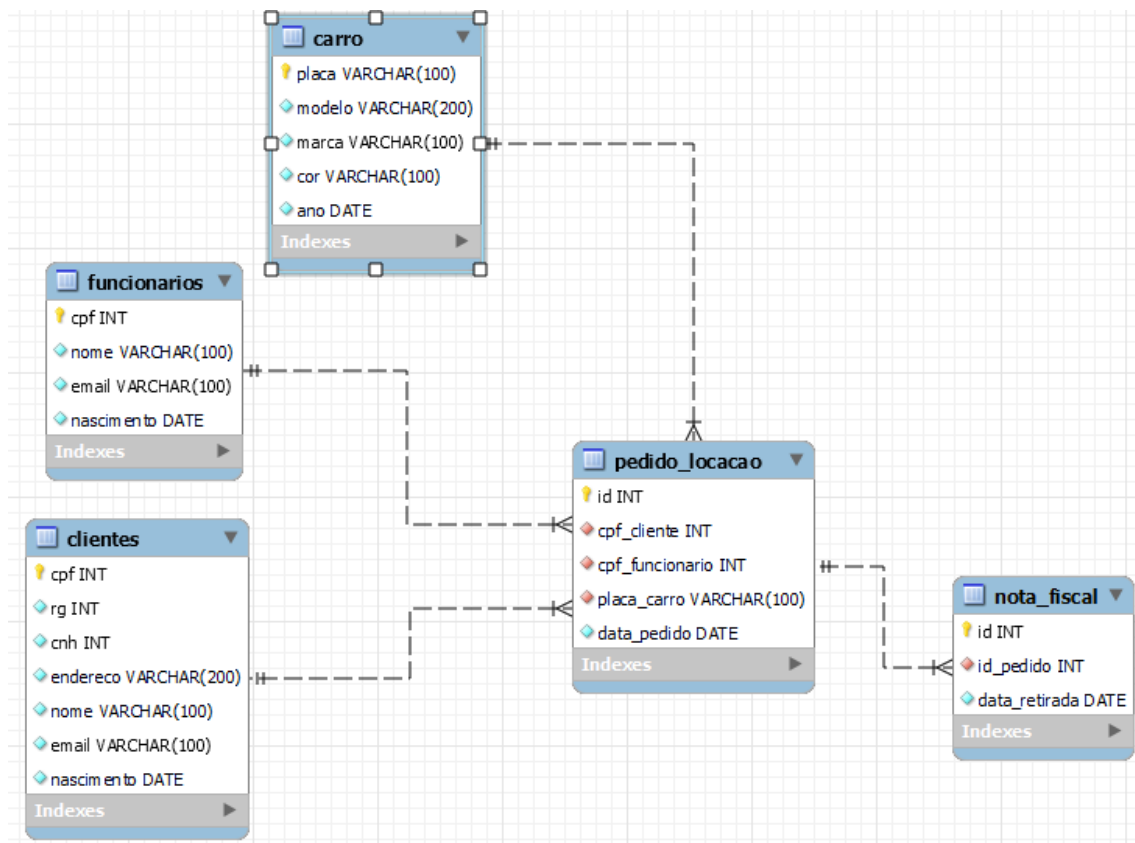 carro
placa VARCHAR(100)
modelo VARCHAR(200)
marca VARCHAR(100)
cor VARCHAR(100)
ano DATE
Indexes
funcionarios
cpf INT
nome VARCHAR(100)
email VARCHAR(100)
nascimento DATE
Indexes
clientes
cpf INT
rg INT
cnh INT
endereco VARCHAR(200)
nome VARCHAR(100)
email VARCHAR(100)
nascimento DATE
Indexes
pedido_locacao
id INT
cpf_cliente INT
cpf_funcionario INT
placa_carro VARCHAR(100)
data_pedido DATE
Indexes
nota_fiscal
id INT
id_pedido INT
data_retirada DATE
Indexes